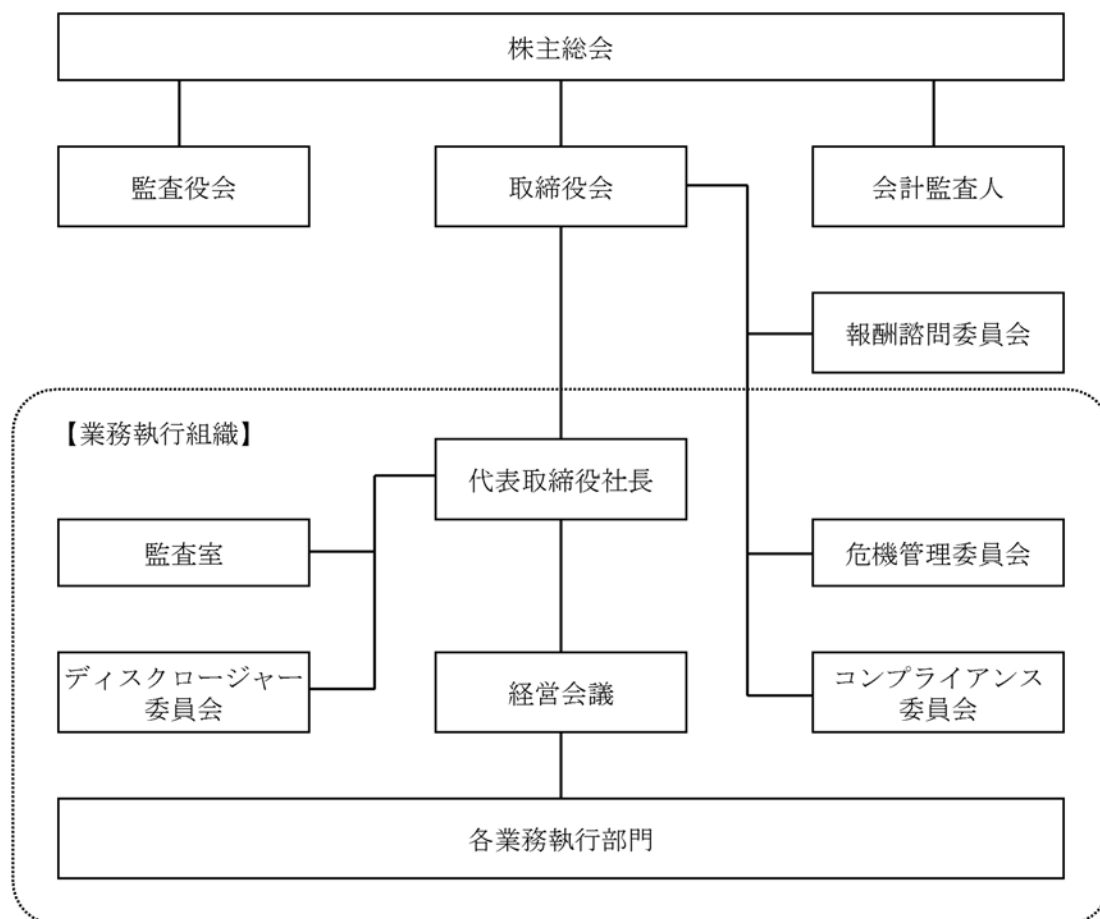 株主総会
監査役会
取締役会
会計監査人
報酬諮問委員会
【業務執行組織】
代表取締役社長
監査室
危機管理委員会
ディスクロージャー
委員会
経営会議
コンプライアンス
委員会
各業務執行部門